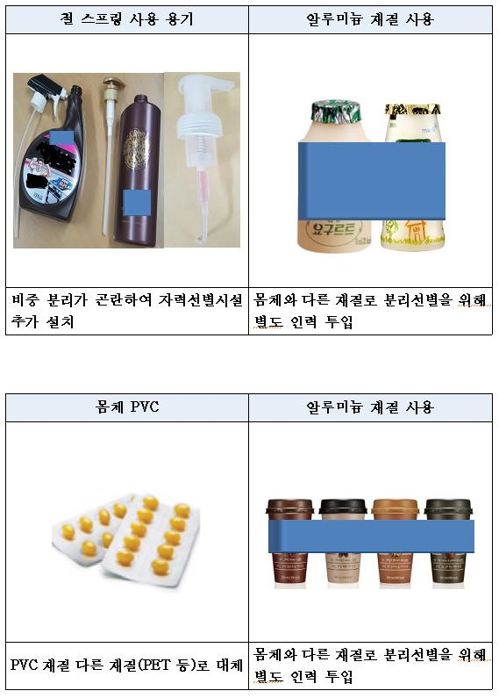 철 스프링 사용 용기
알루미늄 재질 사용
요구르트
비중 분리가 곤란하여 자력선별시설
추가 설치
몸체와 다른 재질로 분리선별을 위해
별도 인력 투입
몸체 PVC
알루미늄 재질 사용
PVC 재질 다른 재질(PET 등)로 대체
몸체와 다른 재질로 분리선별을 위해
별도 인력 투입